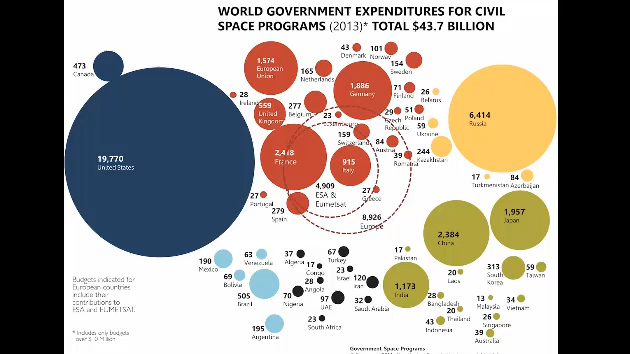 WORLD GOVERNMENT EXPENDITURES FOR CIVIL
SPACE PROGRAMS (2013)* TOTAL $43.7 BILLION
473
Canada
19,770
United States
1,574
European
Union
28
Ireland
559
United
Kingdom
165
Netherlands
277
Belgium
43
Denmark
101
Norway
154
Sweden
1,886
Germany
71
Finland
23
29
Czech
Republic
51
Poland
159
Switzerland
84
Austria
39
Romania
2,418
France
915
Italy
27
Portugal
279
Spain
4,909
ESA &
Eumetsat
27
Greece
8,926
Europe
26
Belarus
59
Ukraine
244
Kazakhstan
6,414
Russia
17
Turkmenistan
84
Azerbaijan
2,384
China
1,957
Japan
190
Mexico
63
Venezuela
69
Bolivia
505
Brazil
195
Argentina
37
Algeria
17
Congo
28
Angola
70
Nigeria
67
Turkey
23
Israel
120
Iran
97
UAE
32
Saudi Arabia
23
South Africa
17
Pakistan
1,173
India
20
Laos
313
South
Korea
59
Taiwan
28
Bangladesh
20
Thailand
13
Malaysia
34
Vietnam
43
Indonesia
26
Singapore
39
Australia
Budgets indicated for
European countries
include their
contributions to
ESA and EUMETSAT.
* Includes only budgets
over $10 Million
Government Space Programs